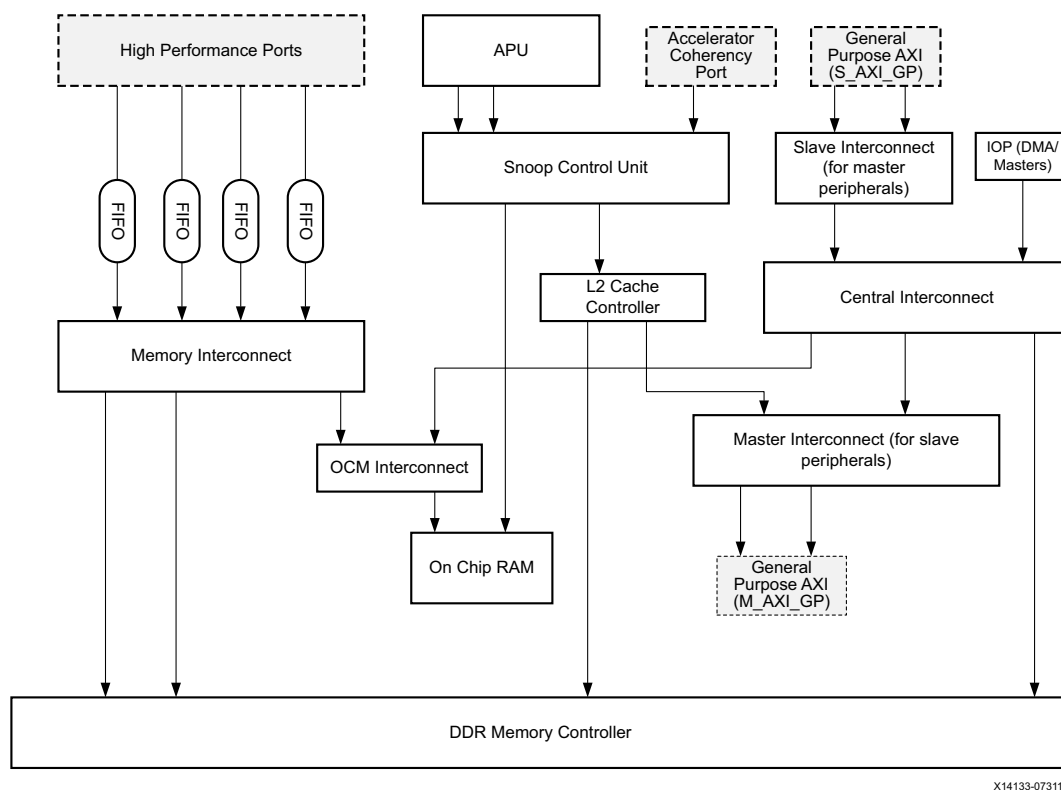 High Performance Ports
APU
Accelerator
Coherency
Port
General
Purpose AXI
(S_AXI_GP)
Snoop Control Unit
Slave Interconnect
(for master
peripherals)
IOP (DMA/
Masters)
FIFO
FIFO
FIFO
FIFO
L2 Cache
Controller
Central Interconnect
Memory Interconnect
Master Interconnect (for slave
peripherals)
OCM Interconnect
On Chip RAM
General
Purpose AXI
(M_AXI_GP)
DDR Memory Controller
X14133-07311